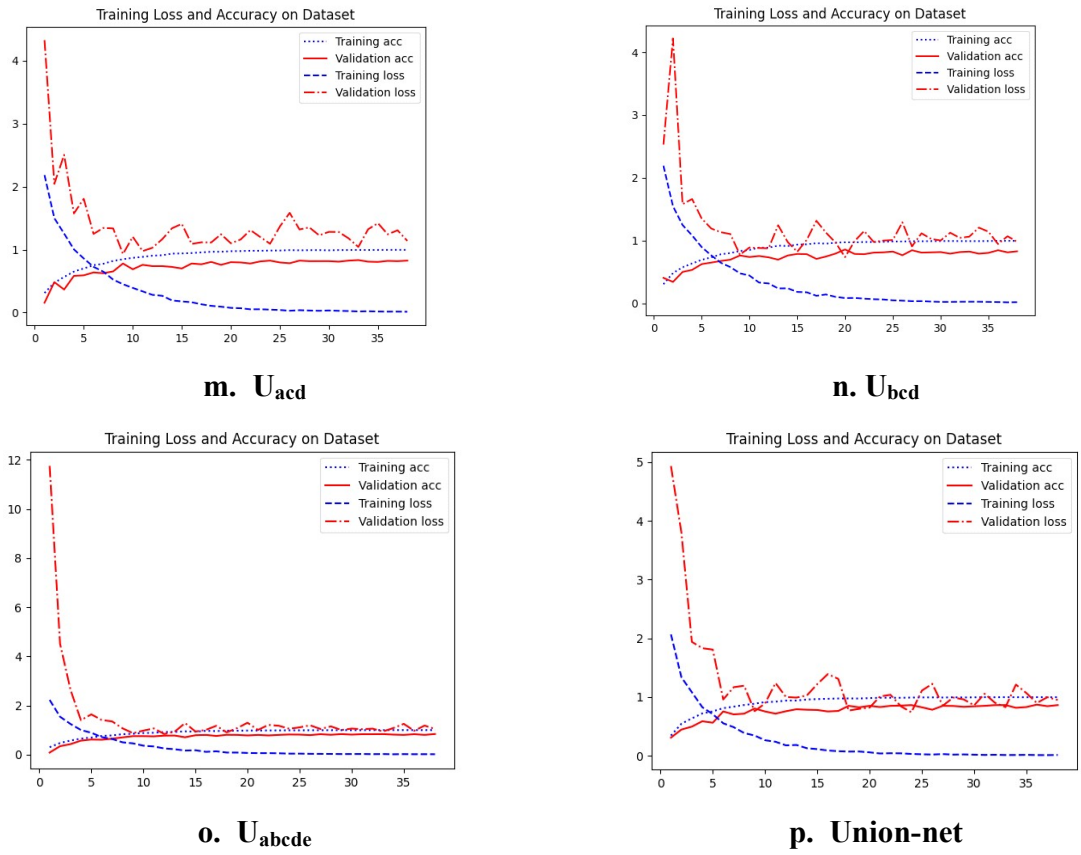 Training Loss and Accuracy on Dataset
Training acc
Validation acc
Training loss
Validation loss
4
3
2
1
0
0 5 10 15 20 25 30 35
m. Uacd
Training Loss and Accuracy on Dataset
Training acc
Validation acc
Training loss
Validation loss
4
3
2
1
0
0 5 10 15 20 25 30 35
n. Ubcd
Training Loss and Accuracy on Dataset
Training acc
Validation acc
Training loss
Validation loss
12
10
8
6
4
2
0
0 5 10 15 20 25 30 35
o. Uabcde
Training Loss and Accuracy on Dataset
Training acc
Validation acc
Training loss
Validation loss
5
4
3
2
1
0
0 5 10 15 20 25 30 35
p. Union-net